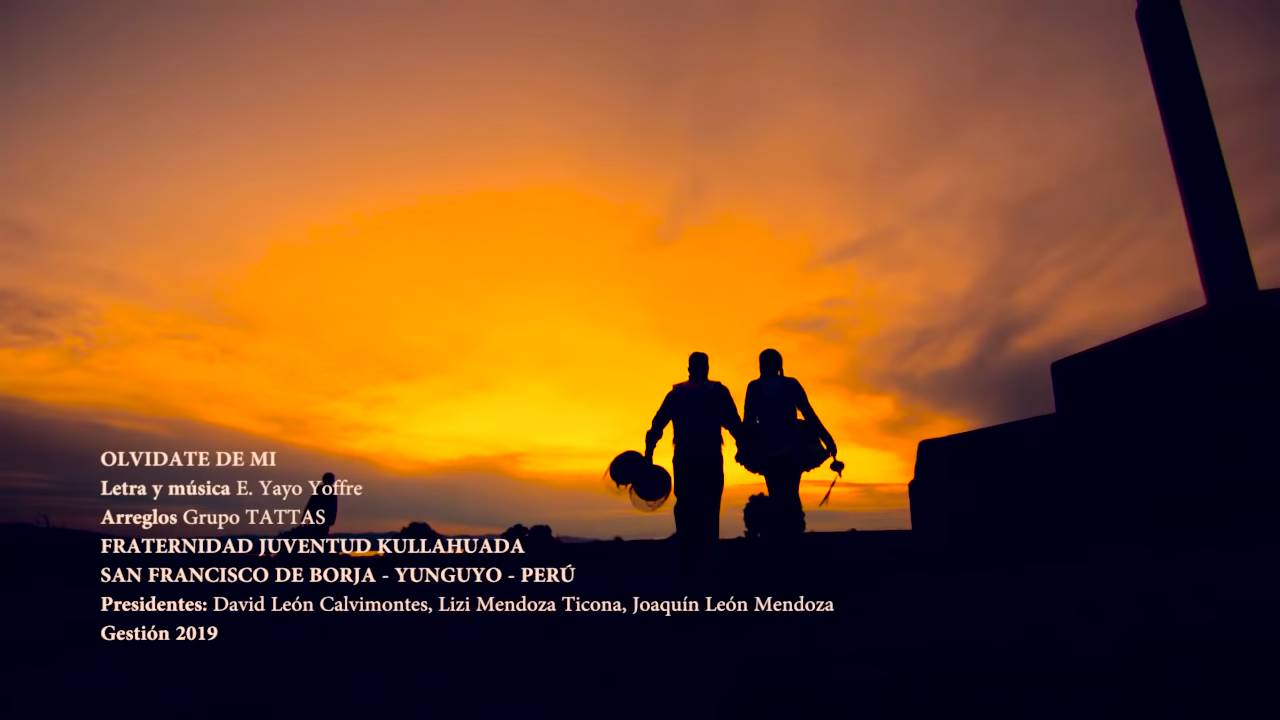 OLVIDATE DE MI
Letra y música E. Yayo Yoffre
Arreglos Grupo TATTAS
FRATERNIDAD JUVENTUD KULLAHUADA
SAN FRANCISCO DE BORJA - YUNGUYO - PERÚ
Presidentes: David León Calvimontes, Lizi Mendoza Ticona, Joaquín León Mendoza
Gestión 2019